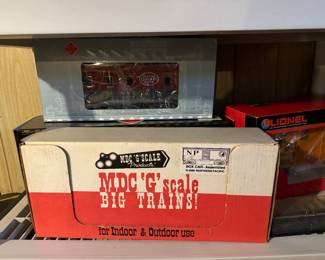 LIONEL
MDC 'G' SCALE
Products
NP
MDC 'G' scale
BIG TRAINS!
for Indoor & Outdoor use